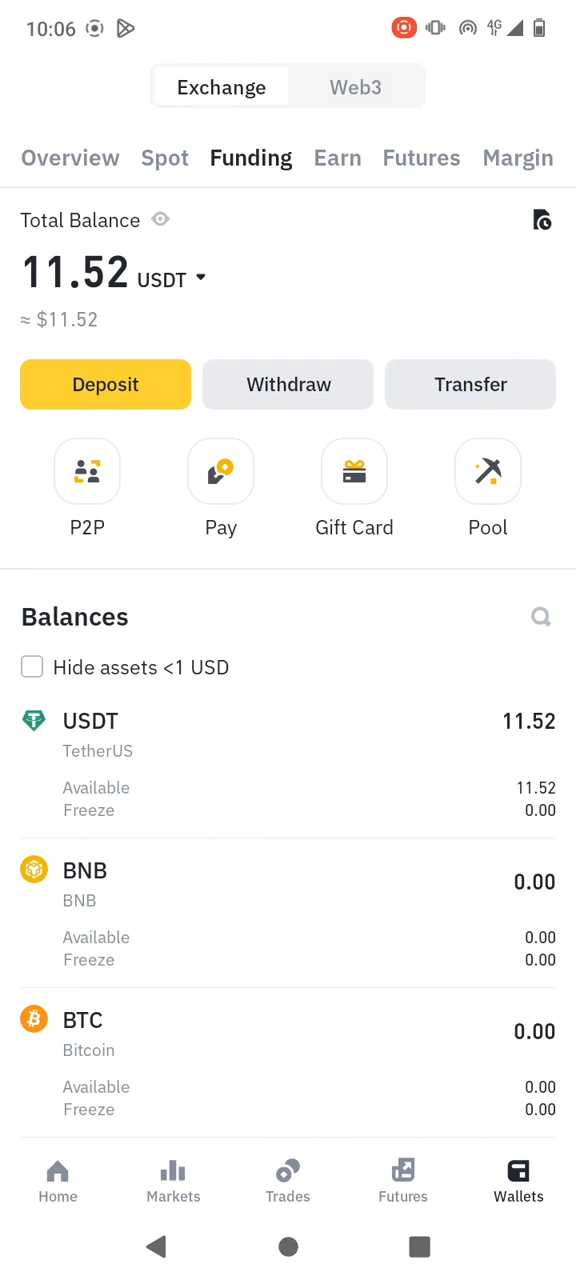 10:06 4G
Exchange Web3
Overview Spot Funding Earn Futures Margin
Total Balance
11.52 USDT
≈ $11.52
Deposit Withdraw Transfer
P2P Pay Gift Card Pool
Balances
Hide assets <1 USD
USDT 11.52
TetherUS
Available 11.52
Freeze 0.00
BNB 0.00
BNB
Available 0.00
Freeze 0.00
BTC 0.00
Bitcoin
Available 0.00
Freeze 0.00
Home Markets Trades Futures Wallets